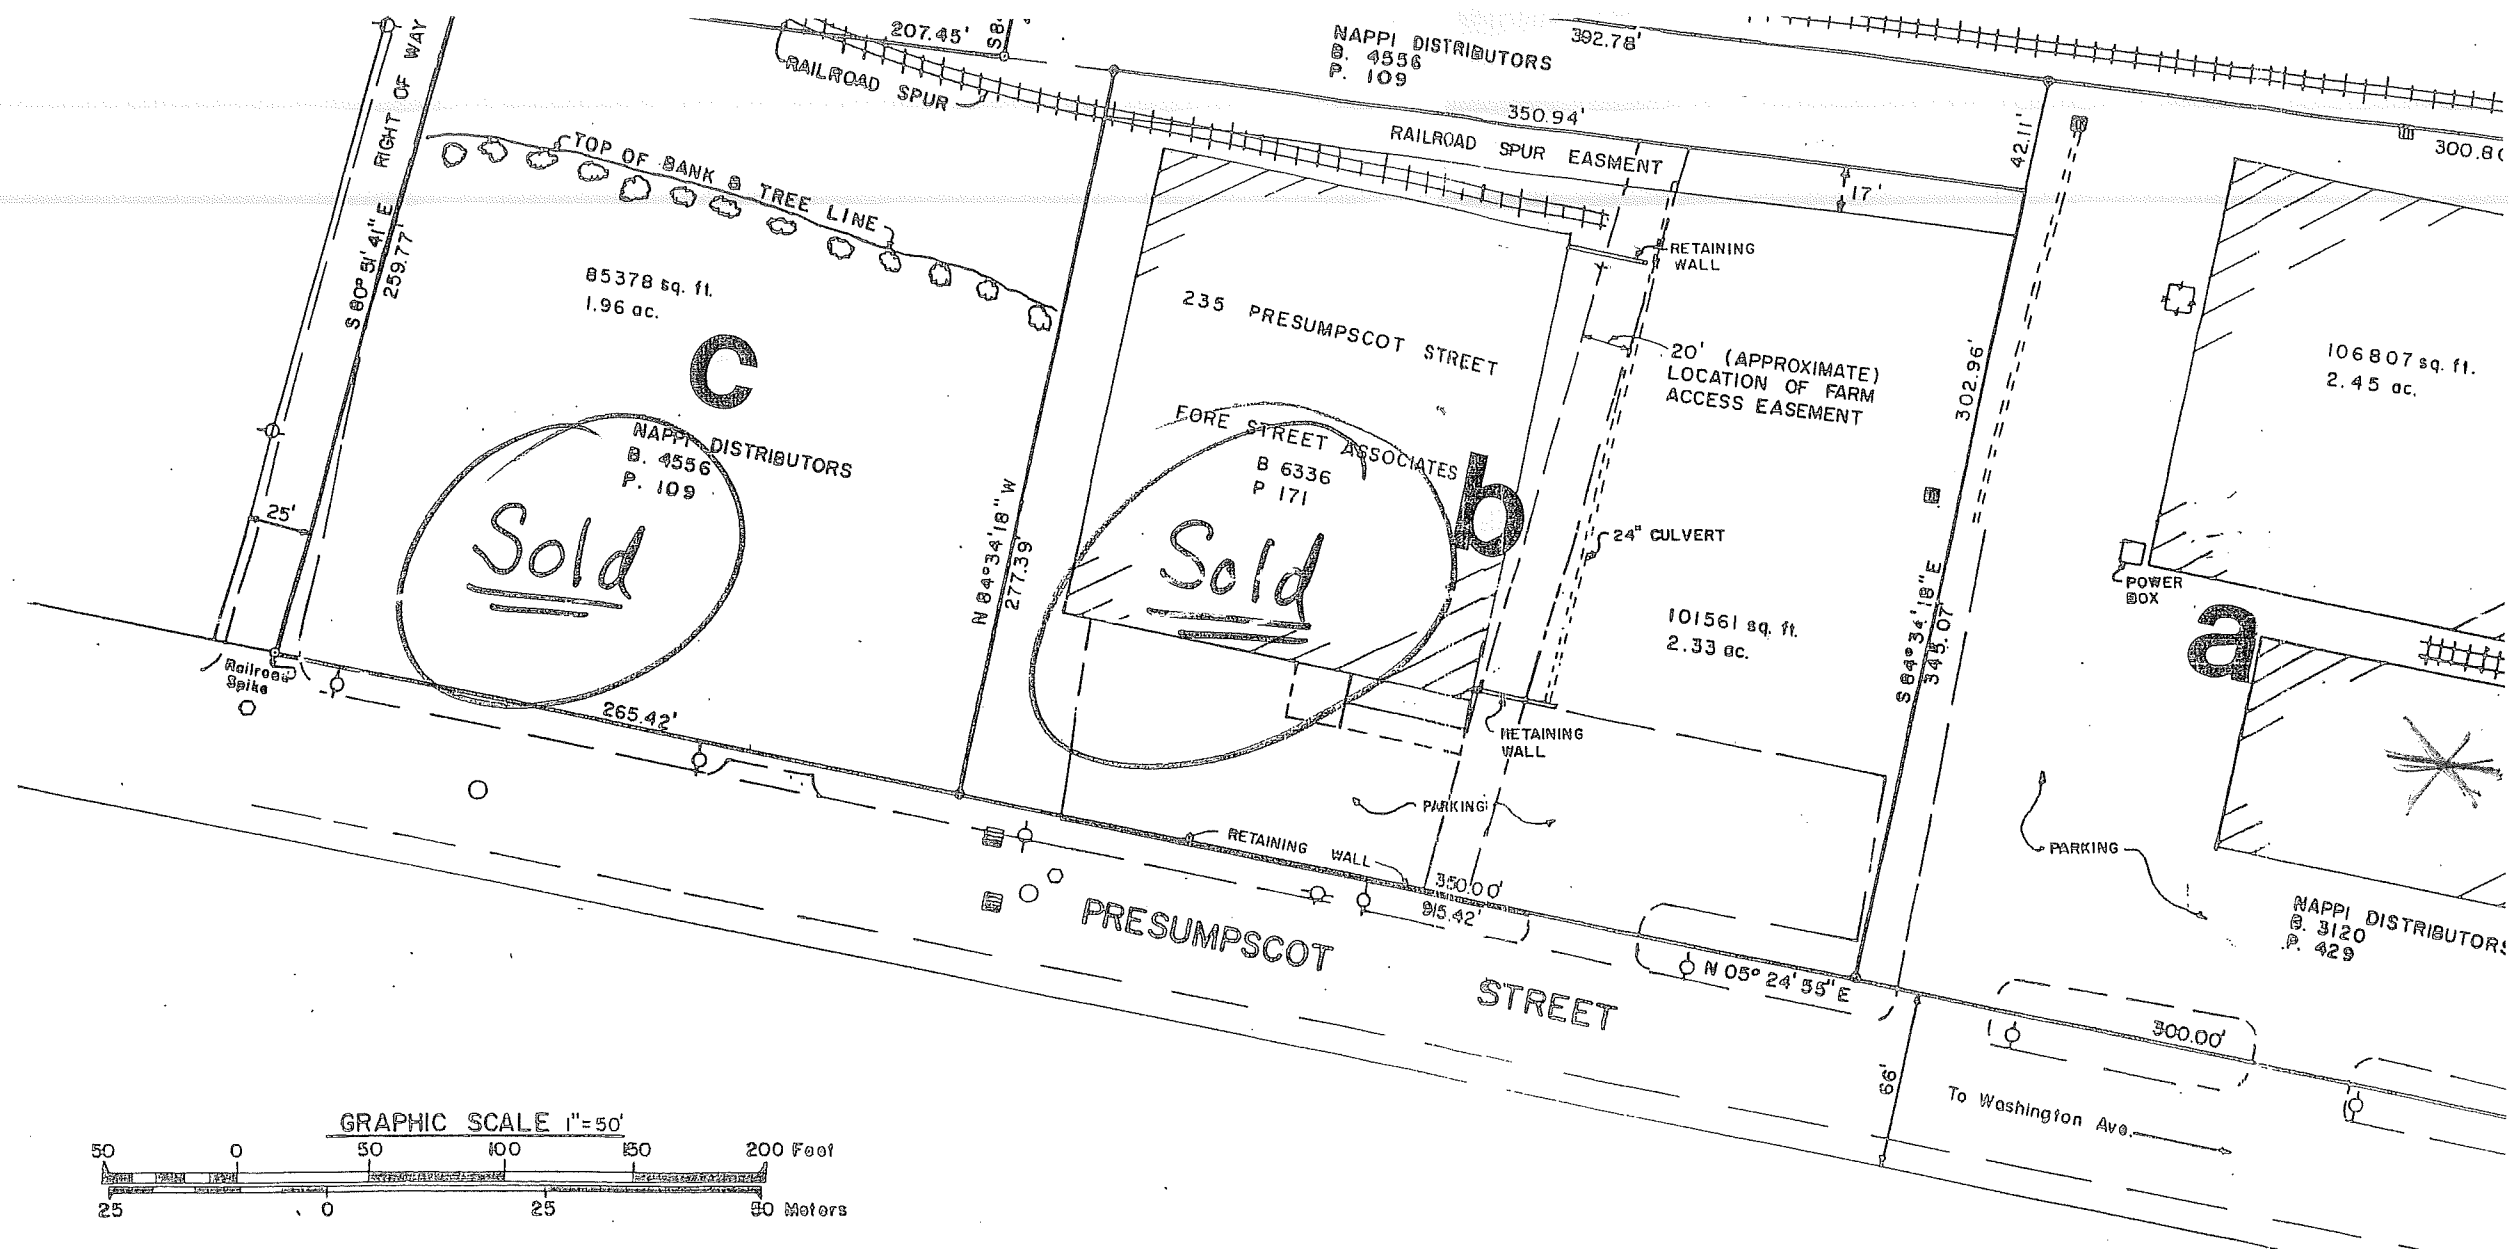 207.45'
S8
392.78'
NAPPI DISTRIBUTORS
B. 4556
P. 109
RIGHT OF WAY
RAILROAD SPUR
350.94'
RAILROAD SPUR EASMENT
42.11'
300.80
17'
TOP OF BANK & TREE LINE
S 80° 51' 41" E
259.77'
85378 sq. ft.
1.96 ac.
C
NAPPI DISTRIBUTORS
B. 4556
P. 109
Sold
25'
Railroad
Spike
265.42'
N 84°34'18" W
277.39'
235 PRESUMPSCOT STREET
FORE STREET ASSOCIATES
B 6336
P 171
b
Sold
RETAINING
WALL
20' (APPROXIMATE)
LOCATION OF FARM
ACCESS EASEMENT
24" CULVERT
101561 sq. ft.
2.33 ac.
302.96'
S 84°34'18" E
345.07'
RETAINING
WALL
PARKING
RETAINING WALL
350.00'
915.42'
N 05° 24' 55" E
106807 sq. ft.
2.45 ac.
POWER
BOX
a
PARKING
NAPPI DISTRIBUTORS
B. 3120
P. 429
300.00'
PRESUMPSCOT STREET
66'
To Washington Ave.
GRAPHIC SCALE 1"=50'
50 0 50 100 150 200 Feet
25 0 25 50 Meters